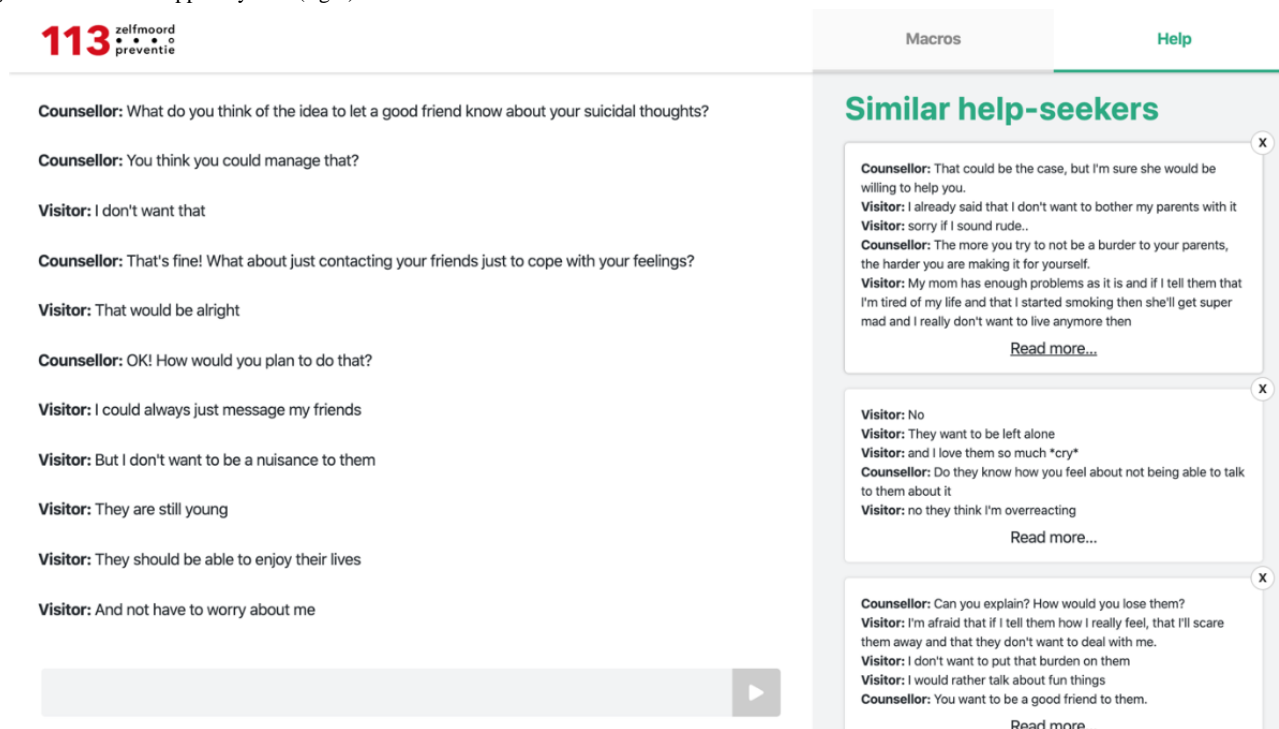 113 zelfmoord
preventie
Macros
Help
Counsellor: What do you think of the idea to let a good friend know about your suicidal thoughts?
Counsellor: You think you could manage that?
Visitor: I don't want that
Counsellor: That's fine! What about just contacting your friends just to cope with your feelings?
Visitor: That would be alright
Counsellor: OK! How would you plan to do that?
Visitor: I could always just message my friends
Visitor: But I don't want to be a nuisance to them
Visitor: They are still young
Visitor: They should be able to enjoy their lives
Visitor: And not have to worry about me
Similar help-seekers
X
Counsellor: That could be the case, but I'm sure she would be
willing to help you.
Visitor: I already said that I don't want to bother my parents with it
Visitor: sorry if I sound rude..
Counsellor: The more you try to not be a burder to your parents,
the harder you are making it for yourself.
Visitor: My mom has enough problems as it is and if I tell them that
I'm tired of my life and that I started smoking then she'll get super
mad and I really don't want to live anymore then
Read more...
X
Visitor: No
Visitor: They want to be left alone
Visitor: and I love them so much *cry*
Counsellor: Do they know how you feel about not being able to talk
to them about it
Visitor: no they think I'm overreacting
Read more...
X
Counsellor: Can you explain? How would you lose them?
Visitor: I'm afraid that if I tell them how I really feel, that I'll scare
them away and that they don't want to deal with me.
Visitor: I don't want to put that burden on them
Visitor: I would rather talk about fun things
Counsellor: You want to be a good friend to them.
Read more